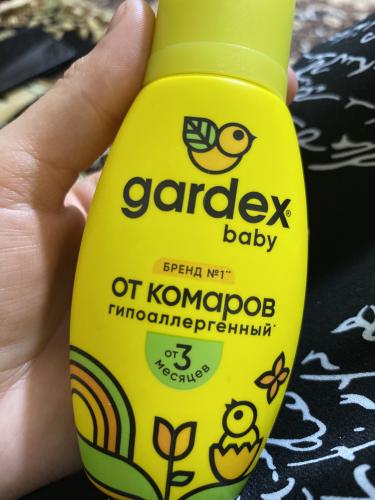 gardex®
baby
БРЕНД №1**
ОТ КОМАРОВ
ГИПОАЛЛЕРГЕННЫЙ*
ОТ 3
МЕСЯЦЕВ